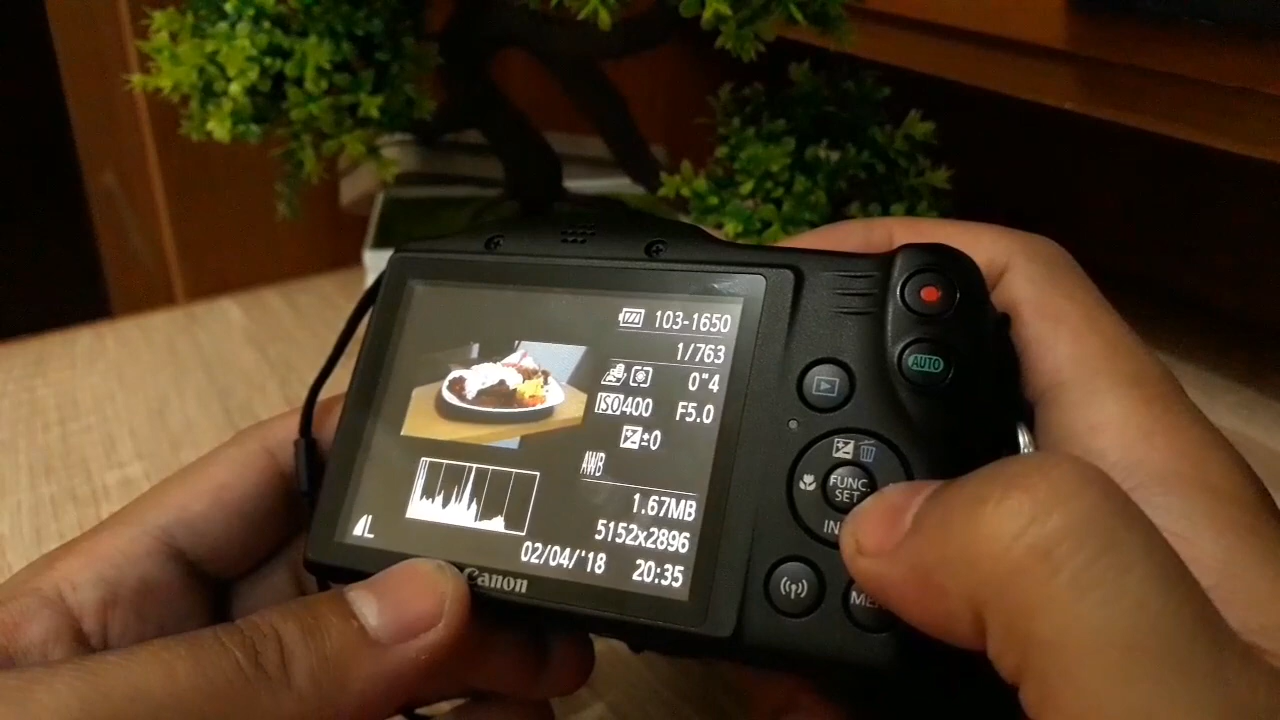 103-1650
1/763
0"4
ISO400 F5.0
±0
AWB
1.67MB
5152x2896
L
02/04/'18 20:35
Canon
AUTO
FUNC.
SET